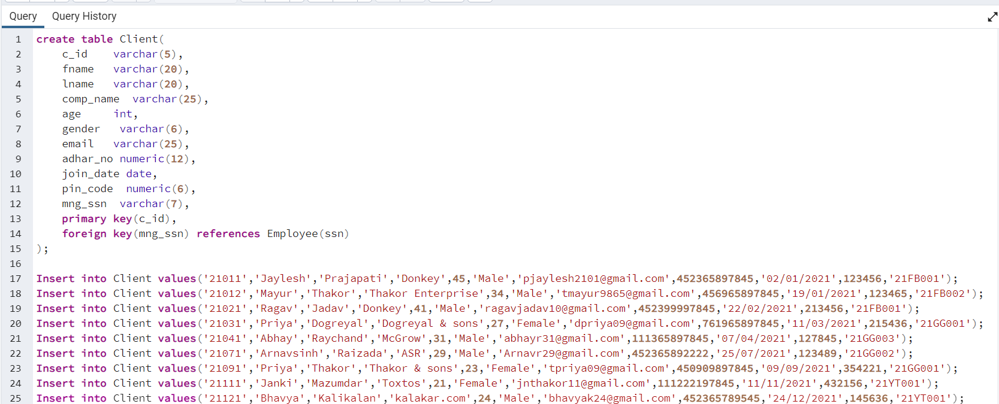 Query Query History
1 create table Client(
2 c_id varchar(5),
3 fname varchar(20),
4 lname varchar(20),
5 comp_name varchar(25),
6 age int,
7 gender varchar(6),
8 email varchar(25),
9 adhar_no numeric(12),
10 join_date date,
11 pin_code numeric(6),
12 mng_ssn varchar(7),
13 primary key(c_id),
14 foreign key(mng_ssn) references Employee(ssn)
15 );
16
17 Insert into Client values('21011','Jaylesh','Prajapati','Donkey',45,'Male','pjaylesh2101@gmail.com',452365897845,'02/01/2021',123456,'21FB001');
18 Insert into Client values('21012','Mayur','Thakor','Thakor Enterprise',34,'Male','tmayur9865@gmail.com',456965897845,'19/01/2021',123465,'21FB002');
19 Insert into Client values('21021','Ragav','Jadav','Donkey',41,'Male','ragavjadav10@gmail.com',452399997845,'22/02/2021',213456,'21FB001');
20 Insert into Client values('21031','Priya','Dogreyal','Dogreyal & sons',27,'Female','dpriya09@gmail.com',761965897845,'11/03/2021',215436,'21GG001');
21 Insert into Client values('21041','Abhay','Raychand','McGrow',31,'Male','abhayr31@gmail.com',111365897845,'07/04/2021',127845,'21GG003');
22 Insert into Client values('21071','Arnavsinh','Raizada','ASR',29,'Male','Arnavr29@gmail.com',452365892222,'25/07/2021',123489,'21GG002');
23 Insert into Client values('21091','Priya','Thakor','Thakor & sons',23,'Female','tpriya09@gmail.com',450909897845,'09/09/2021',354221,'21GG001');
24 Insert into Client values('21111','Janki','Mazumdar','Toxtos',21,'Female','jnthakor11@gmail.com',111222197845,'11/11/2021',432156,'21YT001');
25 Insert into Client values('21121','Bhavya','Kalikalan','kalakar.com',24,'Male','bhavyak24@gmail.com',452365789545,'24/12/2021',145636,'21YT001');